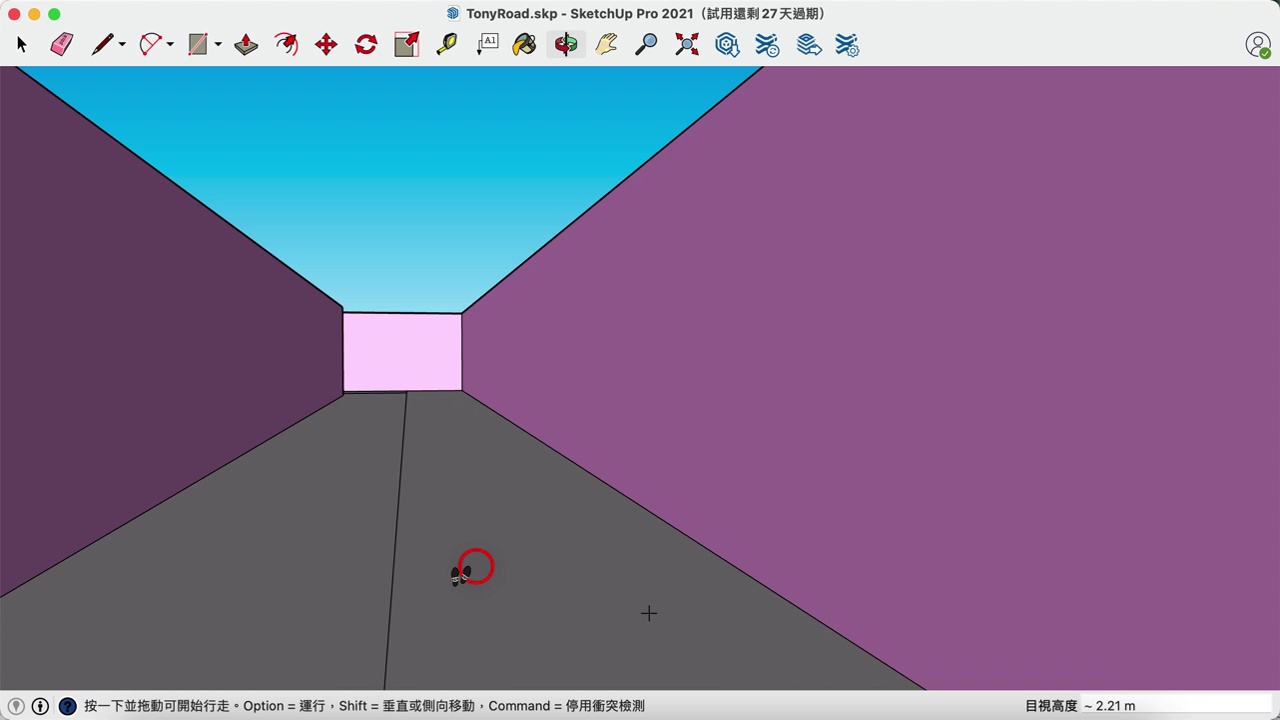 TonyRoad.skp - SketchUp Pro 2021（試用還剩 27 天過期）
A1
按一下並拖動可開始行走。Option = 運行，Shift = 垂直或側向移動，Command = 停用衝突檢測
目視高度 ~ 2.21 m